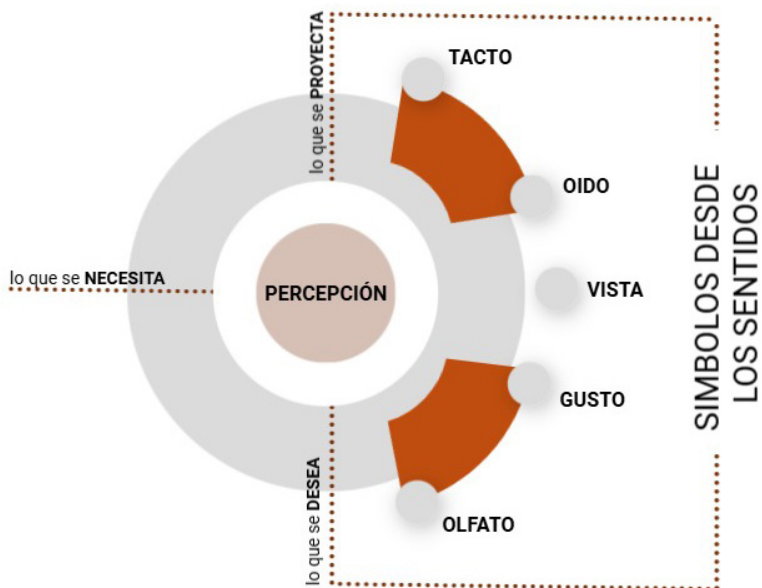 lo que se PROYECTA
TACTO
OIDO
lo que se NECESITA
PERCEPCIÓN
VISTA
GUSTO
lo que se DESEA
OLFATO
SIMBOLOS DESDE
LOS SENTIDOS